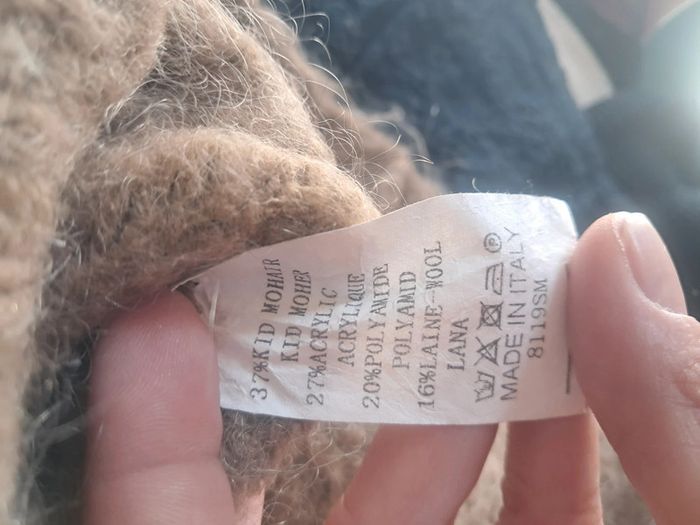 37%KID MOHAIR
KID MOHER
27%ACRYLIC
ACRYLIQUE
20%POLYAMIDE
POLYAMID
16%LAINE-WOOL
LANA
P
MADE IN ITALY
8119SM